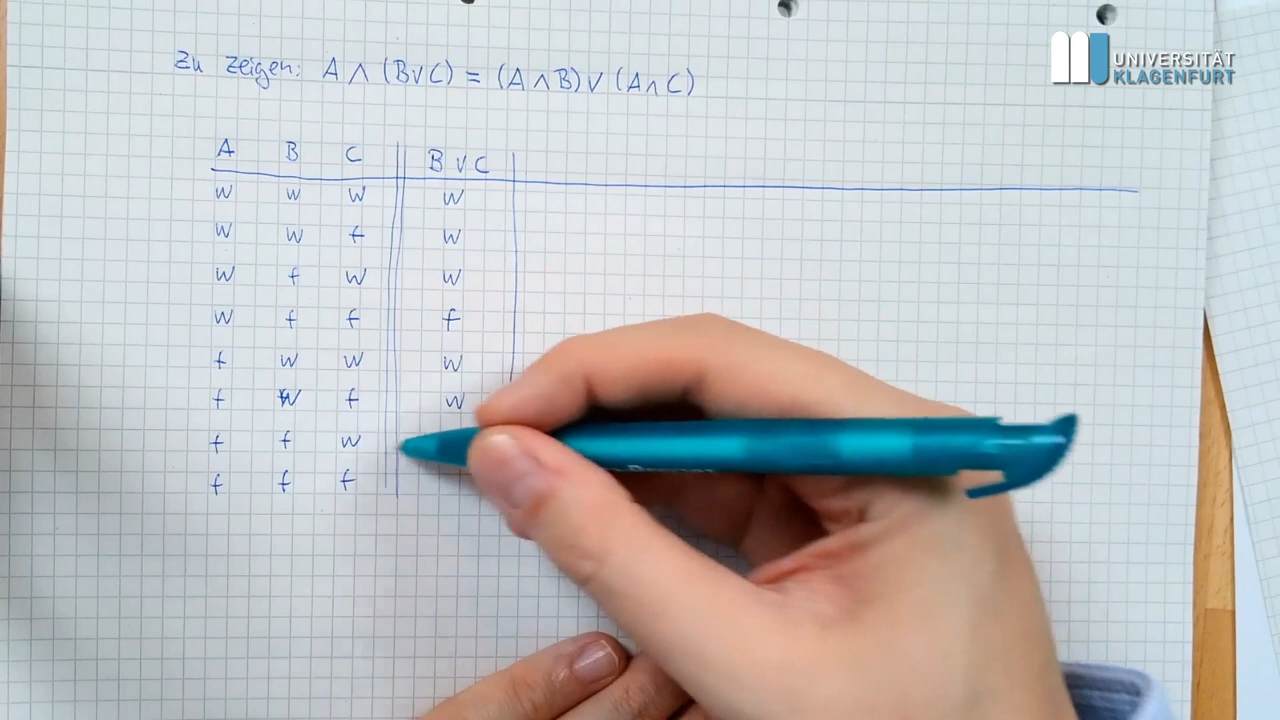 UNIVERSITÄT
KLAGENFURT
Zu zeigen: A ∧ (B∨C) = (A∧B)∨(A∧C)
A B C B ∨ C
w w w w
w w f w
w f w w
w f f f
f w w w
f w f w
f f w
f f f